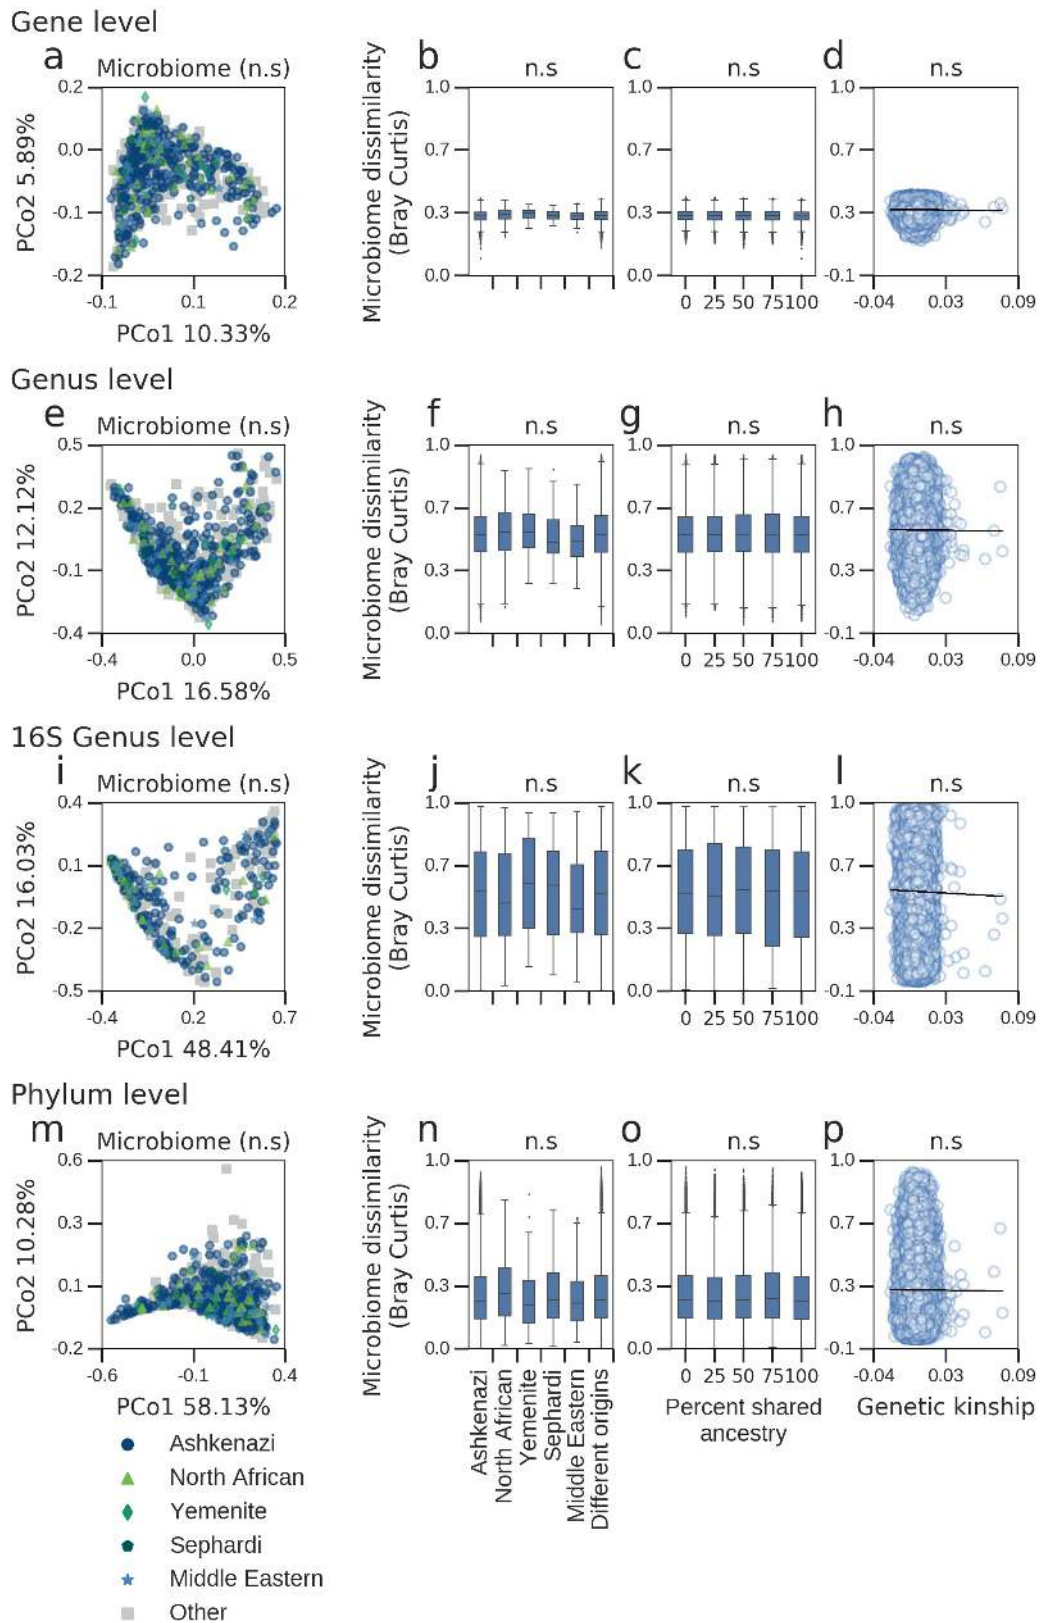 Gene level
a
Microbiome (n.s)
PCo2 5.89%
0.2
0.0
-0.1
-0.2
-0.1
0.1
0.2
PCo1 10.33%
Microbiome dissimilarity
(Bray Curtis)
b
n.s
1.0
0.7
0.3
0.0
c
n.s
1.0
0.7
0.3
0.0
0 25 50 75100
d
n.s
1.0
0.7
0.3
-0.1
-0.04
0.03
0.09
Genus level
e
Microbiome (n.s)
PCo2 12.12%
0.5
0.2
-0.1
-0.4
-0.4
0.0
0.5
PCo1 16.58%
Microbiome dissimilarity
(Bray Curtis)
f
n.s
1.0
0.7
0.3
0.0
g
n.s
1.0
0.7
0.3
0.0
0 25 50 75100
h
n.s
1.0
0.7
0.3
-0.1
-0.04
0.03
0.09
16S Genus level
i
Microbiome (n.s)
PCo2 16.03%
0.4
0.1
-0.2
-0.5
-0.4
0.2
0.7
PCo1 48.41%
Microbiome dissimilarity
(Bray Curtis)
j
n.s
1.0
0.7
0.3
0.0
k
n.s
1.0
0.7
0.3
0.0
0 25 50 75100
l
n.s
1.0
0.7
0.3
-0.1
-0.04
0.03
0.09
Phylum level
m
Microbiome (n.s)
PCo2 10.28%
0.6
0.3
0.1
-0.2
-0.6
-0.1
0.4
PCo1 58.13%
Microbiome dissimilarity
(Bray Curtis)
n
n.s
1.0
0.7
0.3
0.0
Ashkenazi
North African
Yemenite
Sephardi
Middle Eastern
Different origins
o
n.s
1.0
0.7
0.3
0.0
0 25 50 75100
Percent shared
ancestry
p
n.s
1.0
0.7
0.3
-0.1
-0.04
0.03
0.09
Genetic kinship
Ashkenazi
North African
Yemenite
Sephardi
Middle Eastern
Other